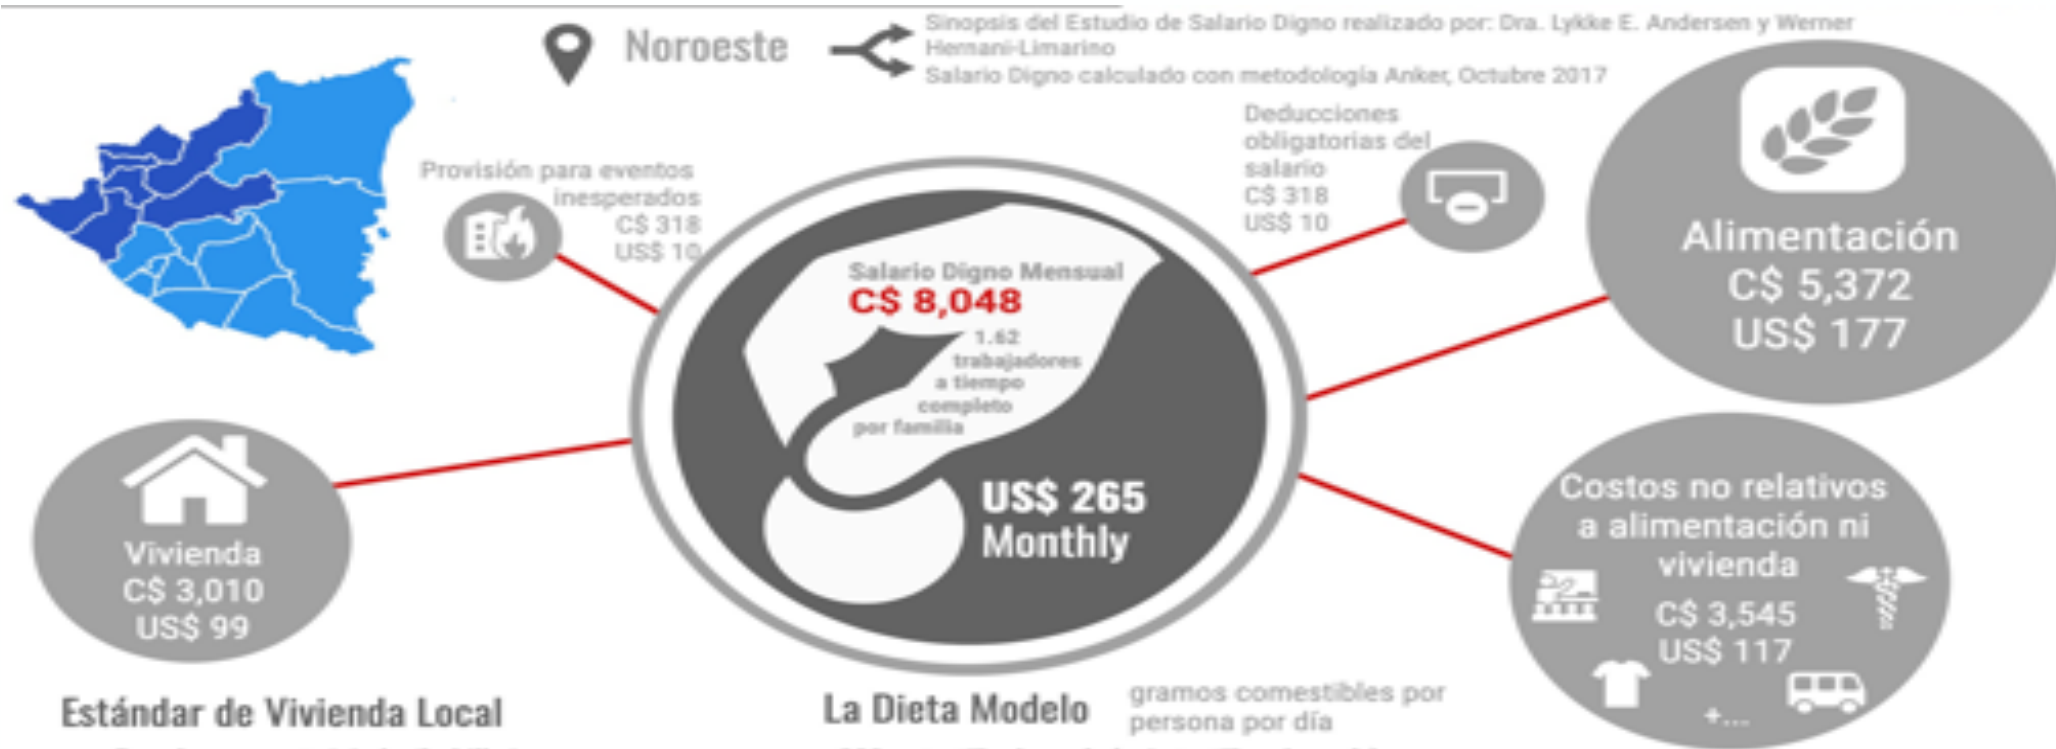 Noroeste
Sinopsis del Estudio de Salario Digno realizado por: Dra. Lykke E. Andersen y Werner
Hernani-Limarino
Salario Digno calculado con metodología Anker, Octubre 2017
Provisión para eventos
inesperados
C$ 318
US$ 10
Deducciones
obligatorias del
salario
C$ 318
US$ 10
Alimentación
C$ 5,372
US$ 177
Salario Digno Mensual
C$ 8,048
1.62
trabajadores
a tiempo
completo
por familia
US$ 265
Monthly
Vivienda
C$ 3,010
US$ 99
Costos no relativos
a alimentación ni
vivienda
C$ 3,545
US$ 117
+...
Estándar de Vivienda Local
La Dieta Modelo
gramos comestibles por
persona por día